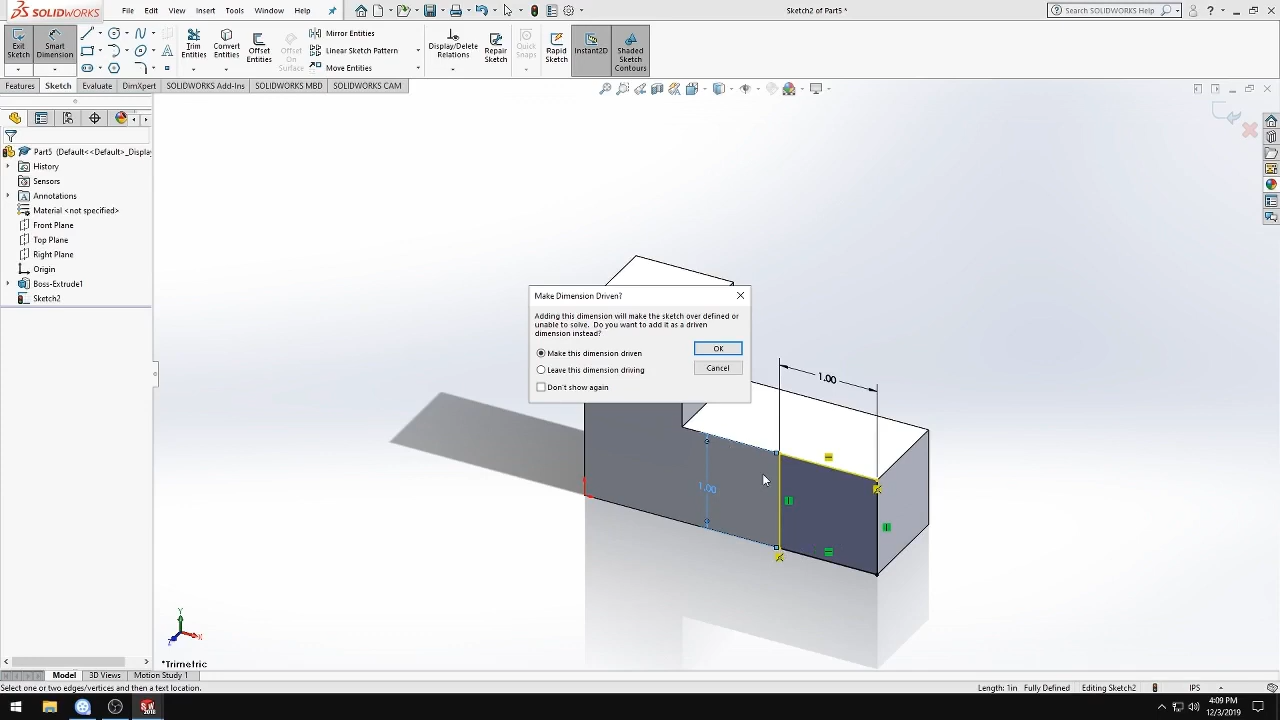 SOLIDWORKS File Edit View Insert Tools Window Help Sketch2 of Part5 * Search SOLIDWORKS Help
Exit Sketch
Smart Dimension
Trim Entities
Convert Entities
Offset Entities
Offset On Surface
Mirror Entities
Linear Sketch Pattern
Move Entities
Display/Delete Relations
Repair Sketch
Quick Snaps
Rapid Sketch
Instant2D
Shaded Sketch Contours
Features Sketch Evaluate DimXpert SOLIDWORKS Add-Ins SOLIDWORKS MBD SOLIDWORKS CAM
Part5 (Default<<Default>_Display
History
Sensors
Annotations
Material <not specified>
Front Plane
Top Plane
Right Plane
Origin
Boss-Extrude1
Sketch2
Make Dimension Driven?
Adding this dimension will make the sketch over defined or
unable to solve. Do you want to add it as a driven
dimension instead?
Make this dimension driven
OK
Leave this dimension driving
Cancel
Don't show again
1.00
1.00
Y
X
Z
*Trimetric
Model 3D Views Motion Study 1
Select one or two edges/vertices and then a text location. Length: 1in Fully Defined Editing Sketch2 IPS
SW
2018
4:09 PM
12/3/2019